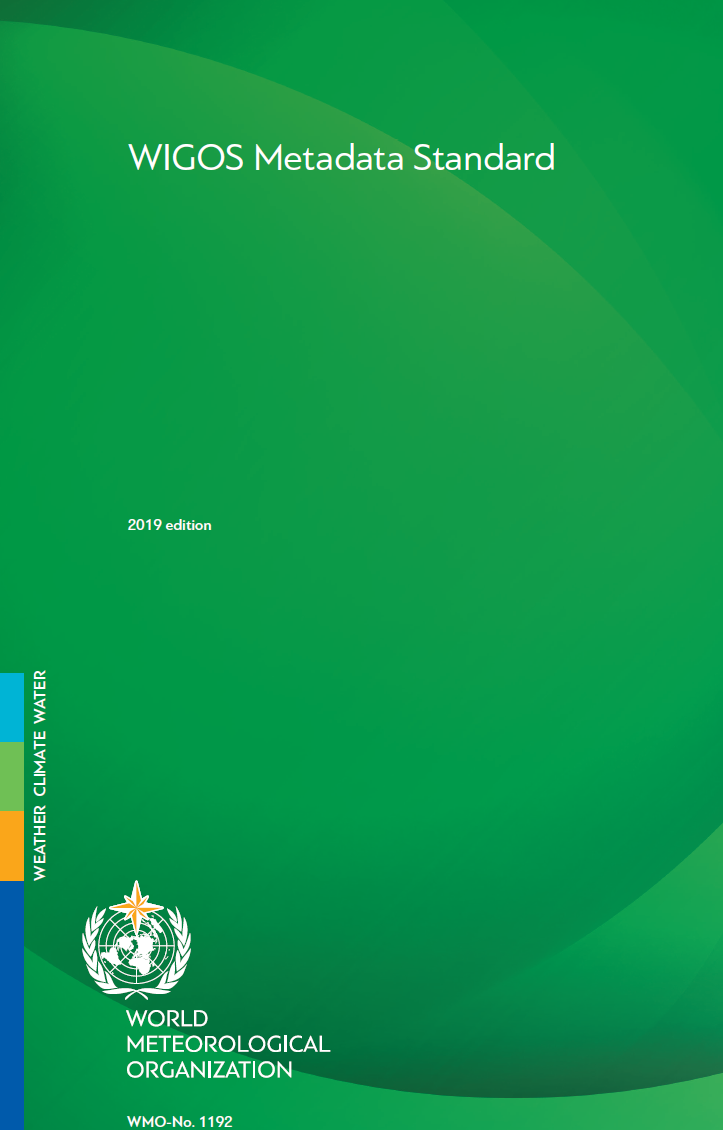 WIGOS Metadata Standard
2019 edition
WEATHER CLIMATE WATER
WORLD
METEOROLOGICAL
ORGANIZATION
WMO-No. 1192